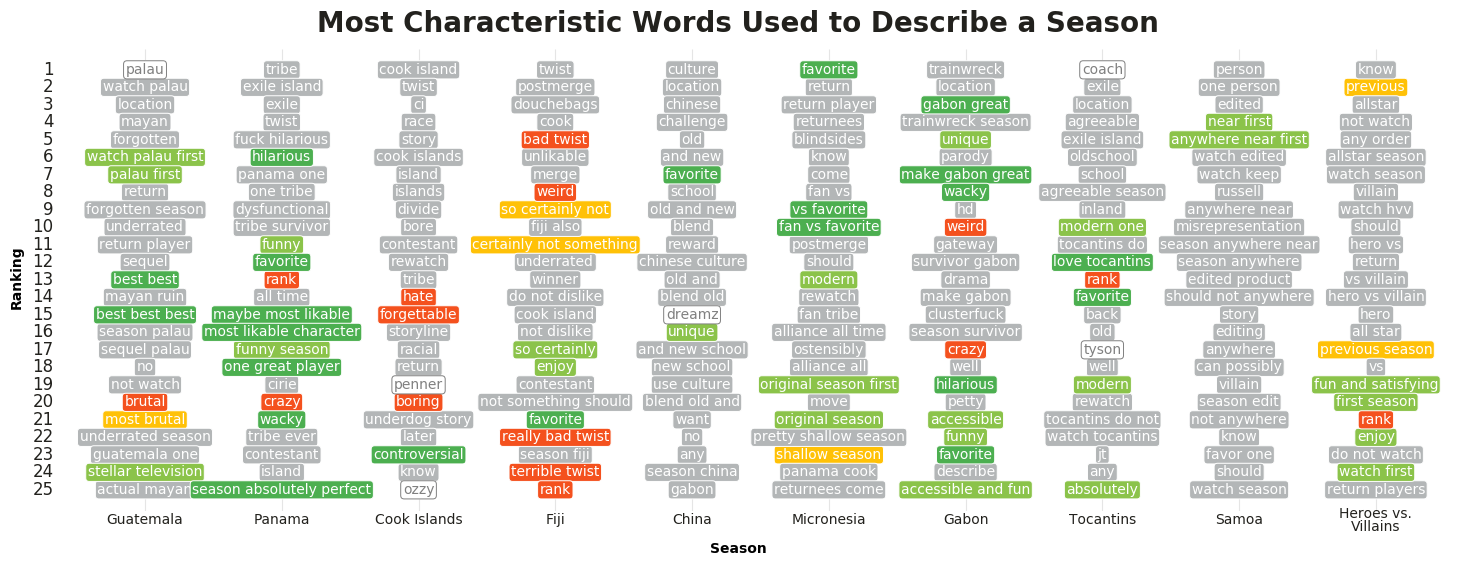 Most Characteristic Words Used to Describe a Season
1 palau tribe cook island twist culture favorite trainwreck coach person know
2 watch palau exile island twist postmerge location return location exile one person previous
3 location exile ci douchebags chinese return player gabon great location edited allstar
4 mayan twist race cook challenge returnees trainwreck season agreeable near first not watch
5 forgotten fuck hilarious story bad twist old blindsides unique exile island anywhere near first any order
6 watch palau first hilarious cook islands unlikable and new know parody oldschool watch edited allstar season
7 palau first panama one island merge favorite come make gabon great school watch keep watch season
8 return one tribe islands weird school fan vs wacky agreeable season russell villain
9 forgotten season dysfunctional divide so certainly not old and new vs favorite hd inland anywhere near watch hvv
10 underrated tribe survivor bore fiji also blend fan vs favorite weird modern one misrepresentation should
11 return player funny contestant certainly not something reward postmerge gateway tocantins do season anywhere near hero vs
12 sequel favorite rewatch underrated chinese culture should survivor gabon love tocantins season anywhere return
13 best best rank tribe winner old and modern drama rank edited product vs villain
14 mayan ruin all time hate do not dislike blend old rewatch make gabon favorite should not anywhere hero vs villain
15 best best best maybe most likable forgettable cook island dreamz fan tribe clusterfuck back story hero
16 season palau most likable character storyline not dislike unique alliance all time season survivor old editing all star
17 sequel palau funny season racial so certainly and new school ostensibly crazy tyson anywhere previous season
18 no one great player return enjoy new school alliance all well well can possibly vs
19 not watch cirie penner contestant use culture original season first hilarious modern villain fun and satisfying
20 brutal crazy boring not something should blend old and move petty rewatch season edit first season
21 most brutal wacky underdog story favorite want original season accessible tocantins do not not anywhere rank
22 underrated season tribe ever later really bad twist no pretty shallow season funny watch tocantins know enjoy
23 guatemala one contestant controversial season fiji any shallow season favorite jt favor one do not watch
24 stellar television island know terrible twist season china panama cook describe any should watch first
25 actual mayan season absolutely perfect ozzy rank gabon returnees come accessible and fun absolutely watch season return players
Guatemala Panama Cook Islands Fiji China Micronesia Gabon Tocantins Samoa Heroes vs.
Villains
Ranking
Season